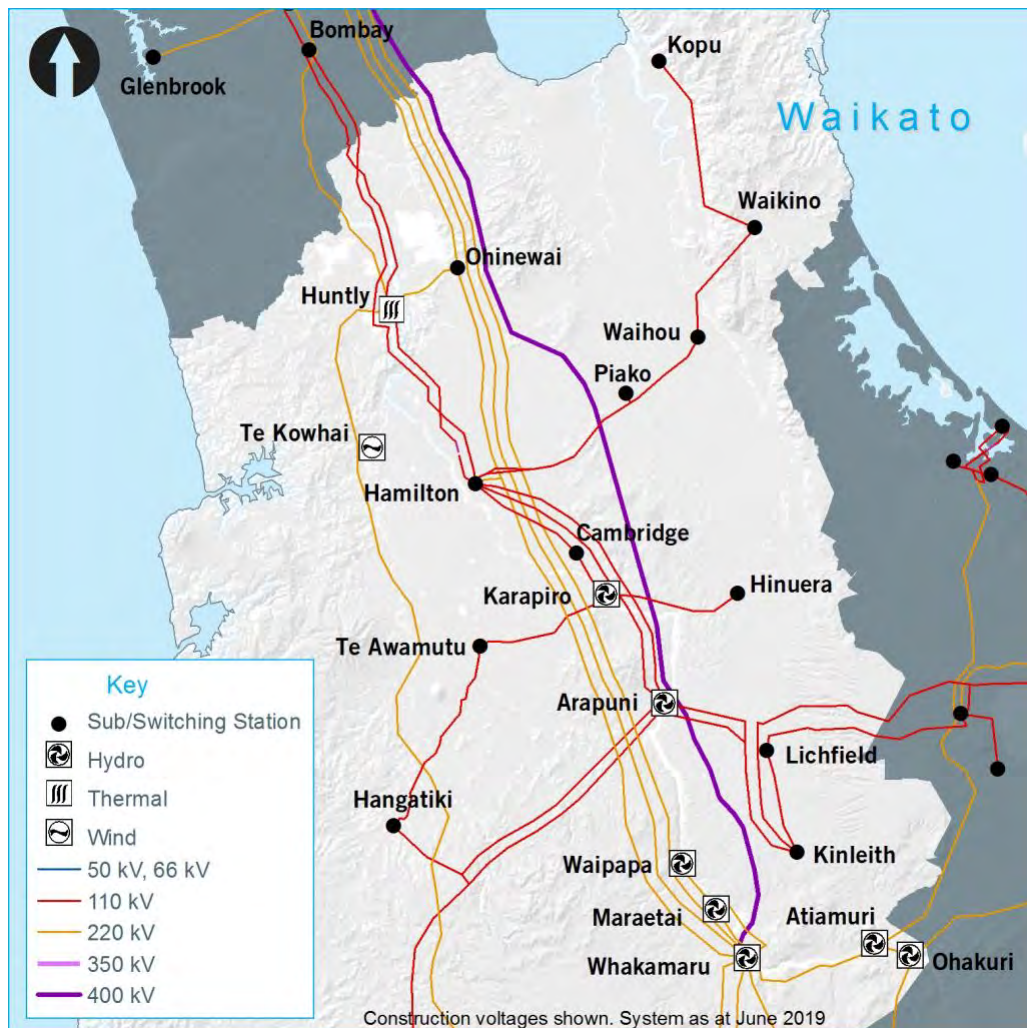 Bombay
Glenbrook
Kopu
Waikato
Waikino
Ohinewai
Huntly
Waihou
Piako
Te Kowhai
Hamilton
Cambridge
Karapiro
Hinuera
Te Awamutu
Arapuni
Lichfield
Hangatiki
Kinleith
Waipapa
Maraetai
Atiamuri
Whakamaru
Ohakuri
Key
Sub/Switching Station
Hydro
Thermal
Wind
50 kV, 66 kV
110 kV
220 kV
350 kV
400 kV
Construction voltages shown. System as at June 2019